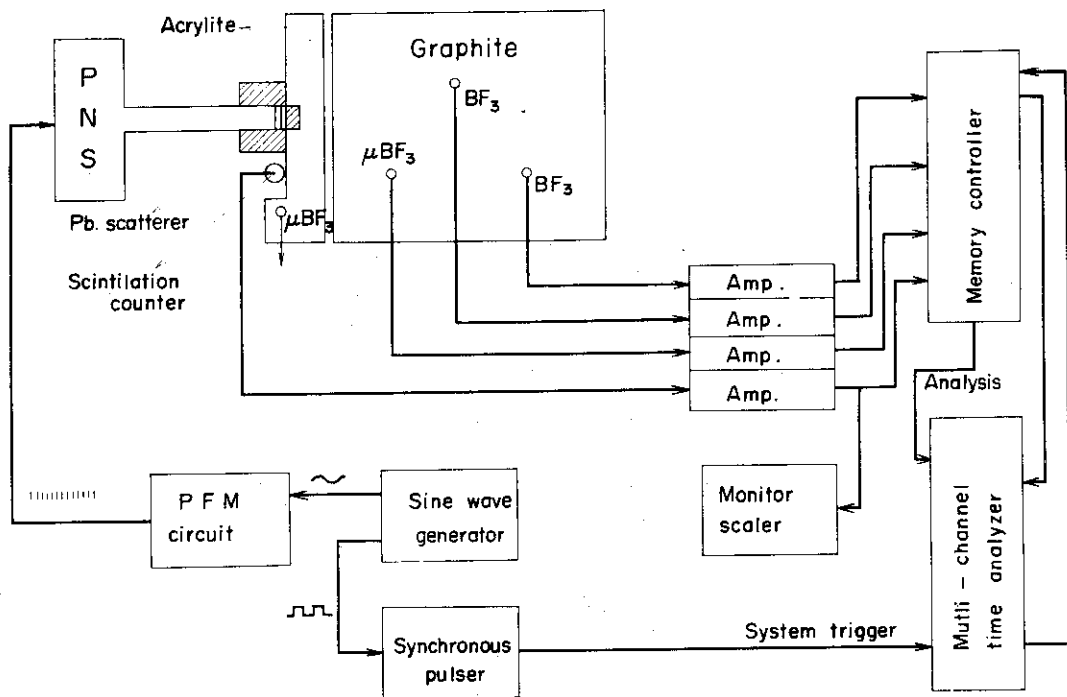 Acrylite
P
N
S
Graphite
BF3
μBF3
BF3
Pb. scatterer
μBF3
Scintilation
counter
Amp.
Amp.
Amp.
Amp.
Memory controller
Analysis
P F M
circuit
Sine wave
generator
Monitor
scaler
Synchronous
pulser
System trigger
Mutli-channel
time analyzer